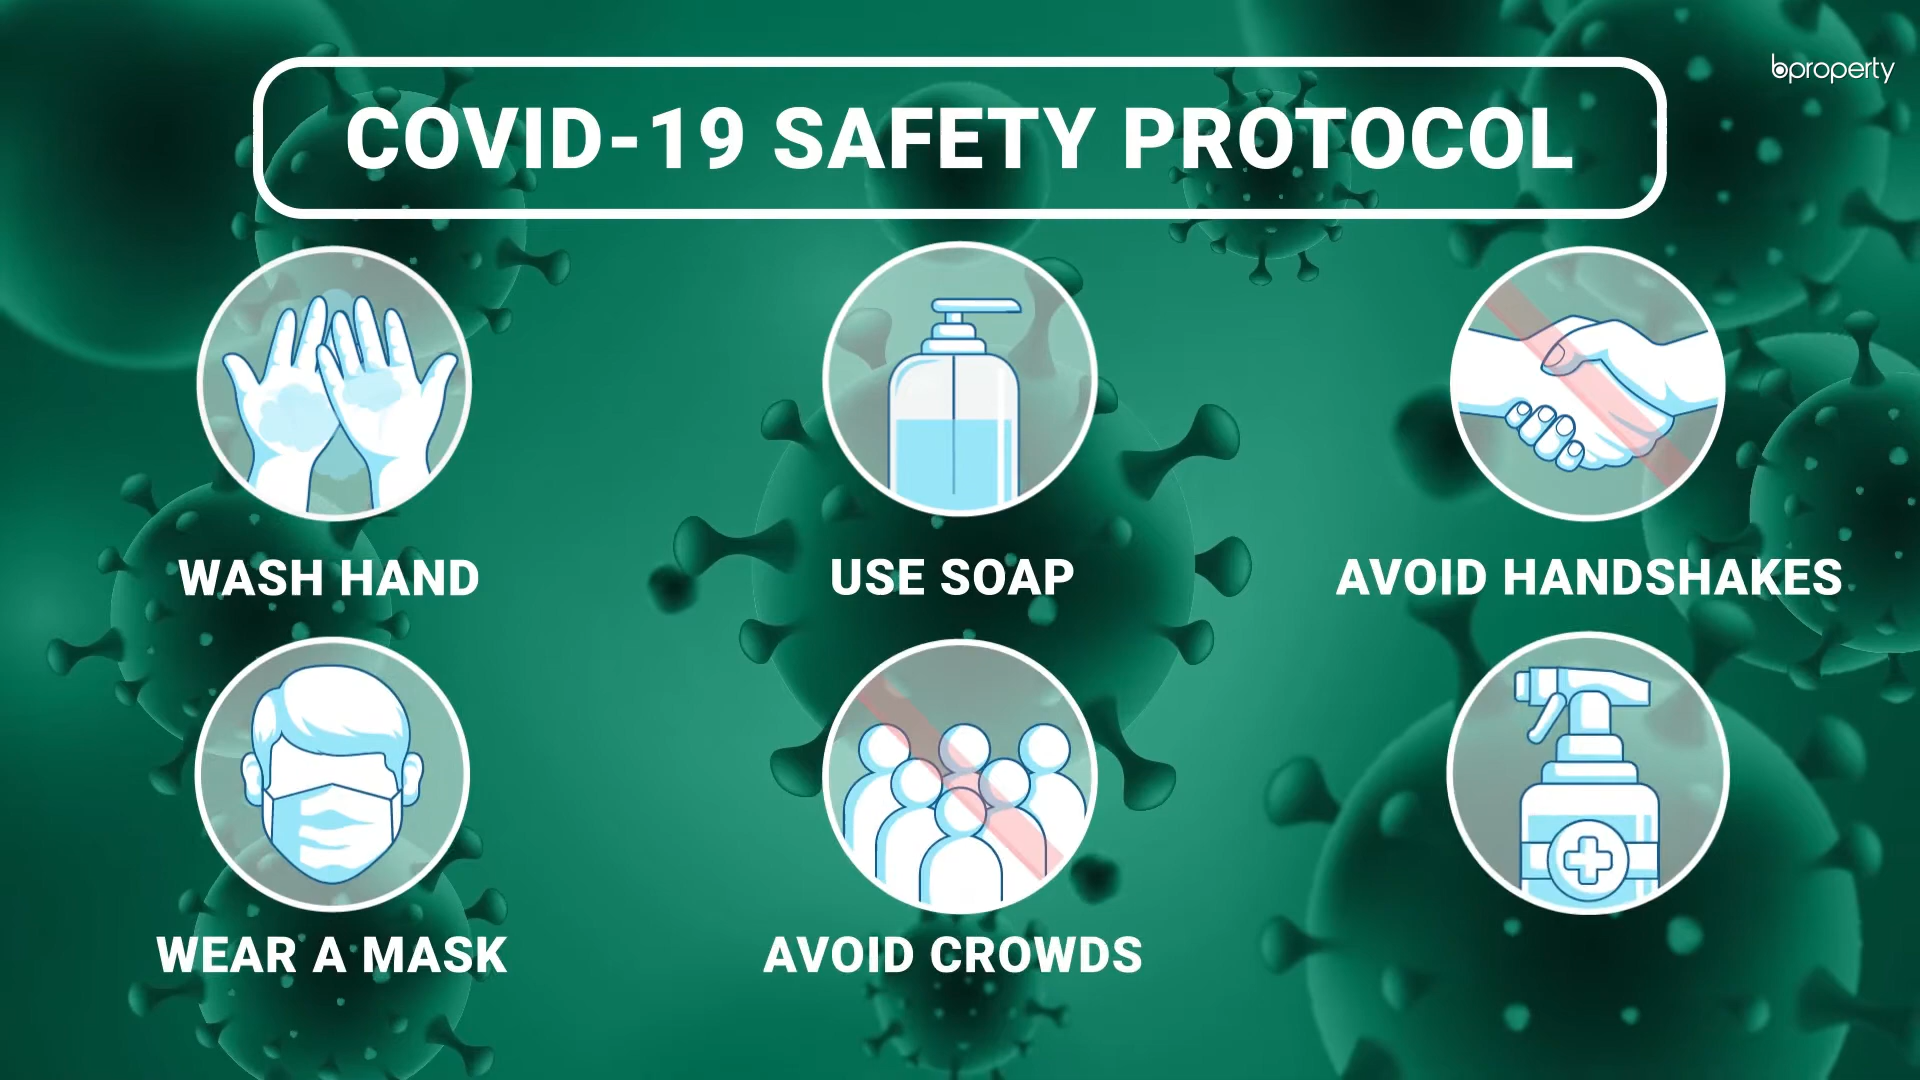 bproperty
COVID-19 SAFETY PROTOCOL
WASH HAND
USE SOAP
AVOID HANDSHAKES
WEAR A MASK
AVOID CROWDS